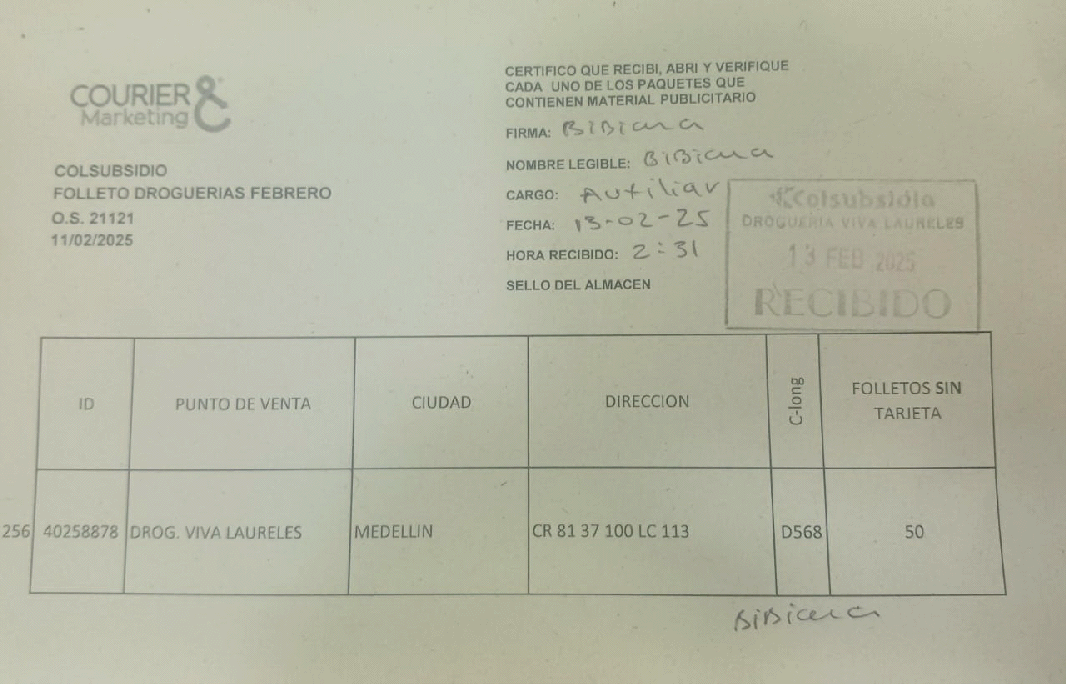 COURIER &
Marketing
COLSUBSIDIO
FOLLETO DROGUERIAS FEBRERO
O.S. 21121
11/02/2025
CERTIFICO QUE RECIBI, ABRI Y VERIFIQUE
CADA UNO DE LOS PAQUETES QUE
CONTIENEN MATERIAL PUBLICITARIO
FIRMA: BiBiana
NOMBRE LEGIBLE: BiBiana
CARGO: Auxiliar
FECHA: 13-02-25
HORA RECIBIDO: 2:31
SELLO DEL ALMACEN
Colsubsidio
DROGUERIA VIVA LAURELES
13 FEB 2025
RECIBIDO
ID PUNTO DE VENTA CIUDAD DIRECCION C-long FOLLETOS SIN TARJETA
256 40258878 DROG. VIVA LAURELES MEDELLIN CR 81 37 100 LC 113 D568 50
BiBiana